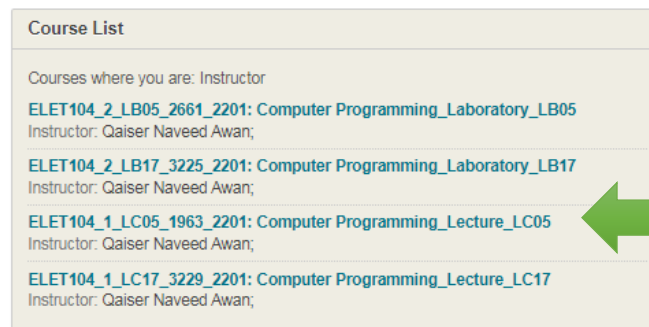 Course List
Courses where you are: Instructor
ELET104_2_LB05_2661_2201: Computer Programming_Laboratory_LB05
Instructor: Qaiser Naveed Awan;
ELET104_2_LB17_3225_2201: Computer Programming_Laboratory_LB17
Instructor: Qaiser Naveed Awan;
ELET104_1_LC05_1963_2201: Computer Programming_Lecture_LC05
Instructor: Qaiser Naveed Awan;
ELET104_1_LC17_3229_2201: Computer Programming_Lecture_LC17
Instructor: Qaiser Naveed Awan;